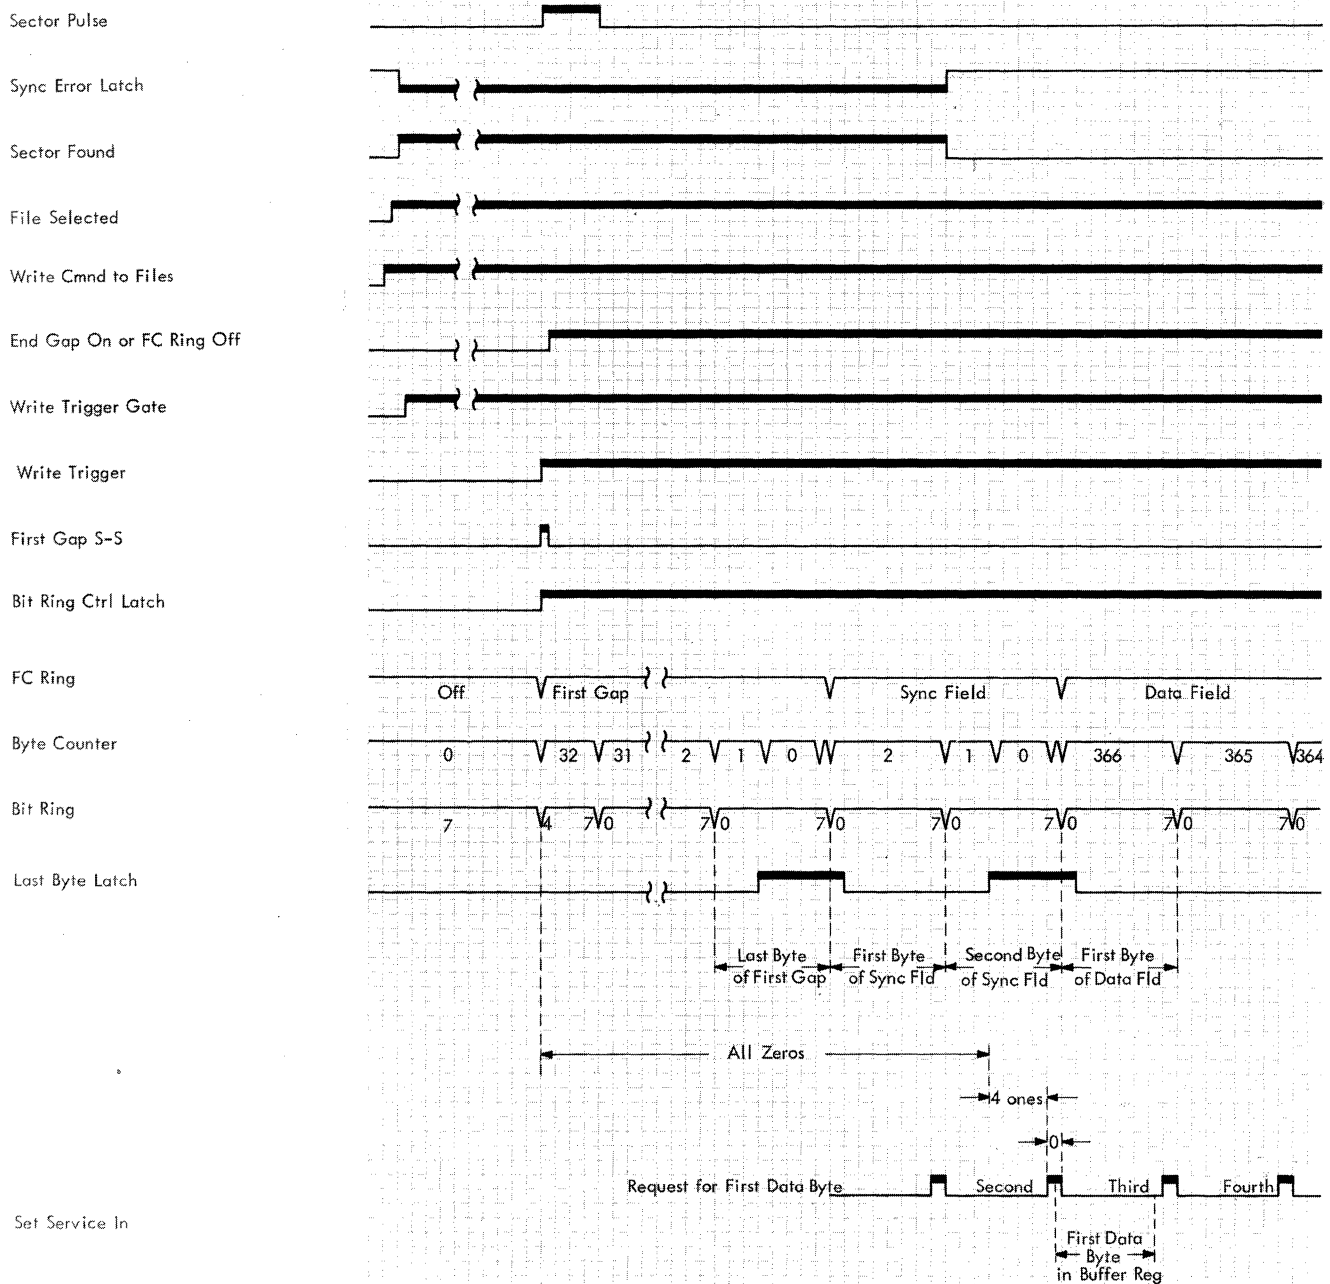 Sector Pulse
Sync Error Latch
Sector Found
File Selected
Write Cmnd to Files
End Gap On or FC Ring Off
Write Trigger Gate
Write Trigger
First Gap S-S
Bit Ring Ctrl Latch
FC Ring
Off First Gap Sync Field Data Field
Byte Counter
0 32 31 2 1 0 2 1 0 366 365 364
Bit Ring
7 4 7 0 7 0 7 0 7 0 7 0 7 0 7 0
Last Byte Latch
Last Byte First Byte Second Byte First Byte
of First Gap of Sync Fld of Sync Fld of Data Fld
All Zeros
4 ones
0
Request for First Data Byte Second Third Fourth
Set Service In
First Data
Byte
in Buffer Reg